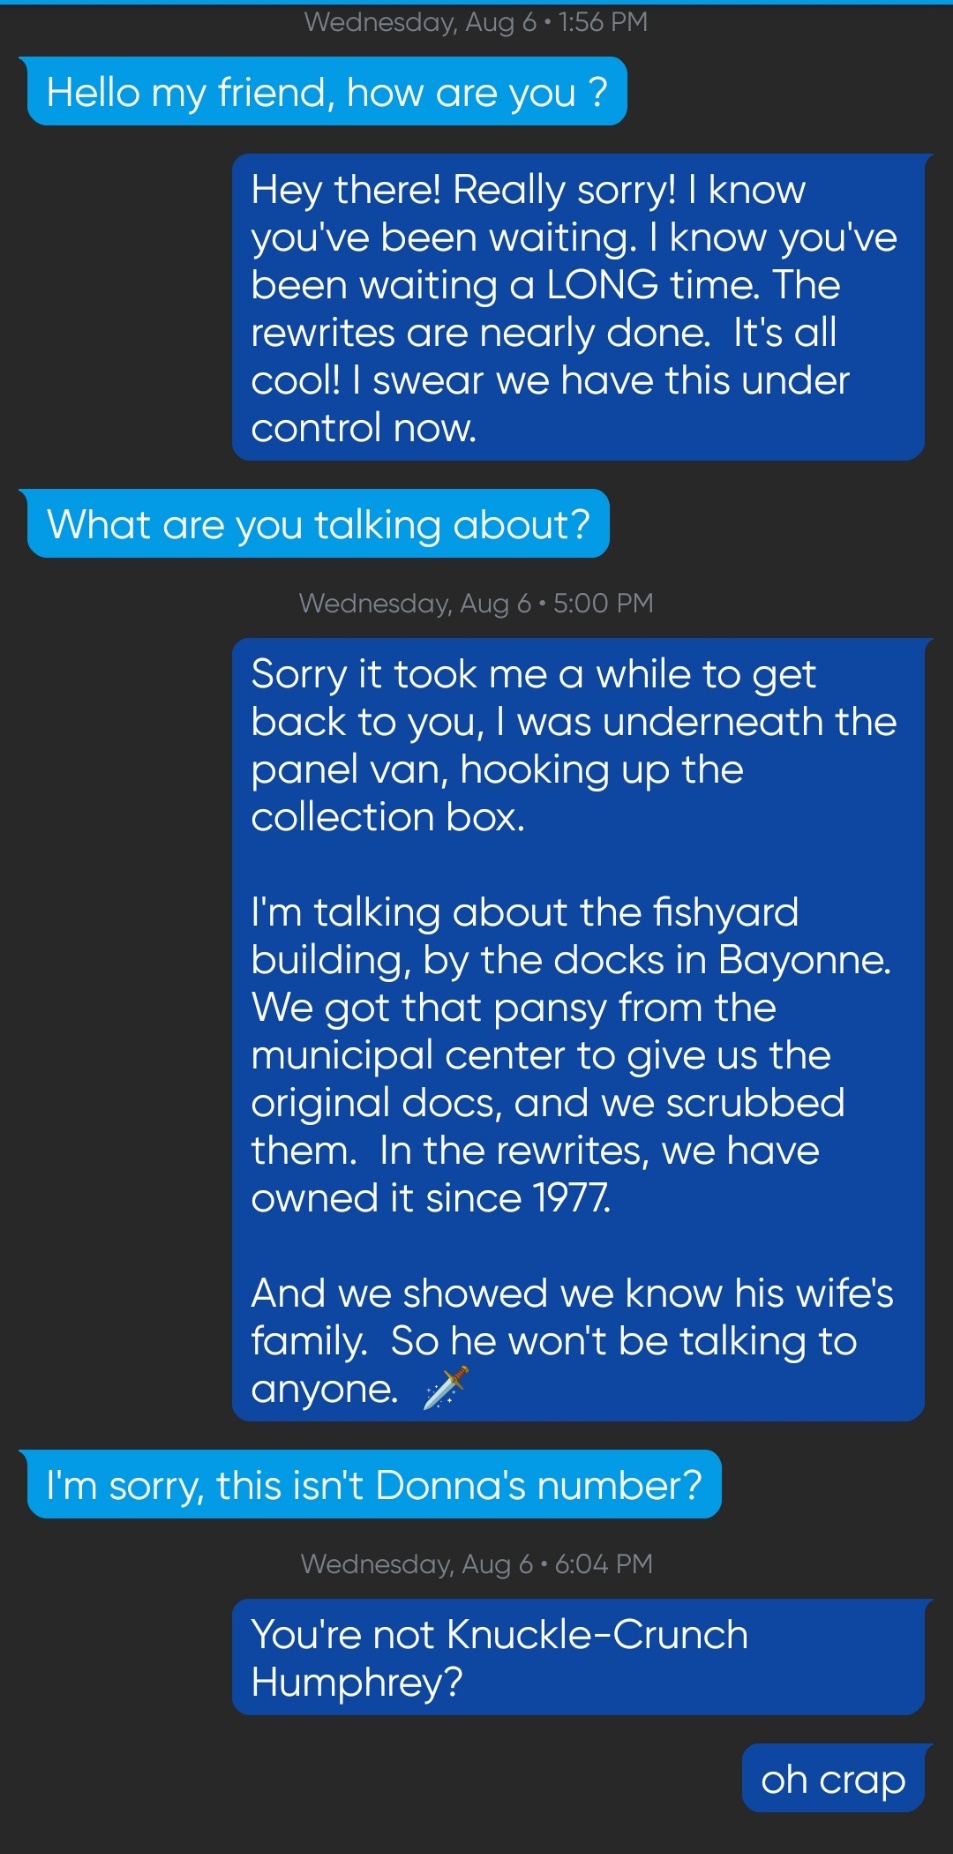 Wednesday, Aug 6 • 1:56 PM
Hello my friend, how are you ?
Hey there! Really sorry! I know
you've been waiting. I know you've
been waiting a LONG time. The
rewrites are nearly done.  It's all
cool! I swear we have this under
control now.
What are you talking about?
Wednesday, Aug 6 • 5:00 PM
Sorry it took me a while to get
back to you, I was underneath the
panel van, hooking up the
collection box.
I'm talking about the fishyard
building, by the docks in Bayonne.
We got that pansy from the
municipal center to give us the
original docs, and we scrubbed
them.  In the rewrites, we have
owned it since 1977.
And we showed we know his wife's
family.  So he won't be talking to
anyone. 🗡️
I'm sorry, this isn't Donna's number?
Wednesday, Aug 6 • 6:04 PM
You're not Knuckle-Crunch
Humphrey?
oh crap